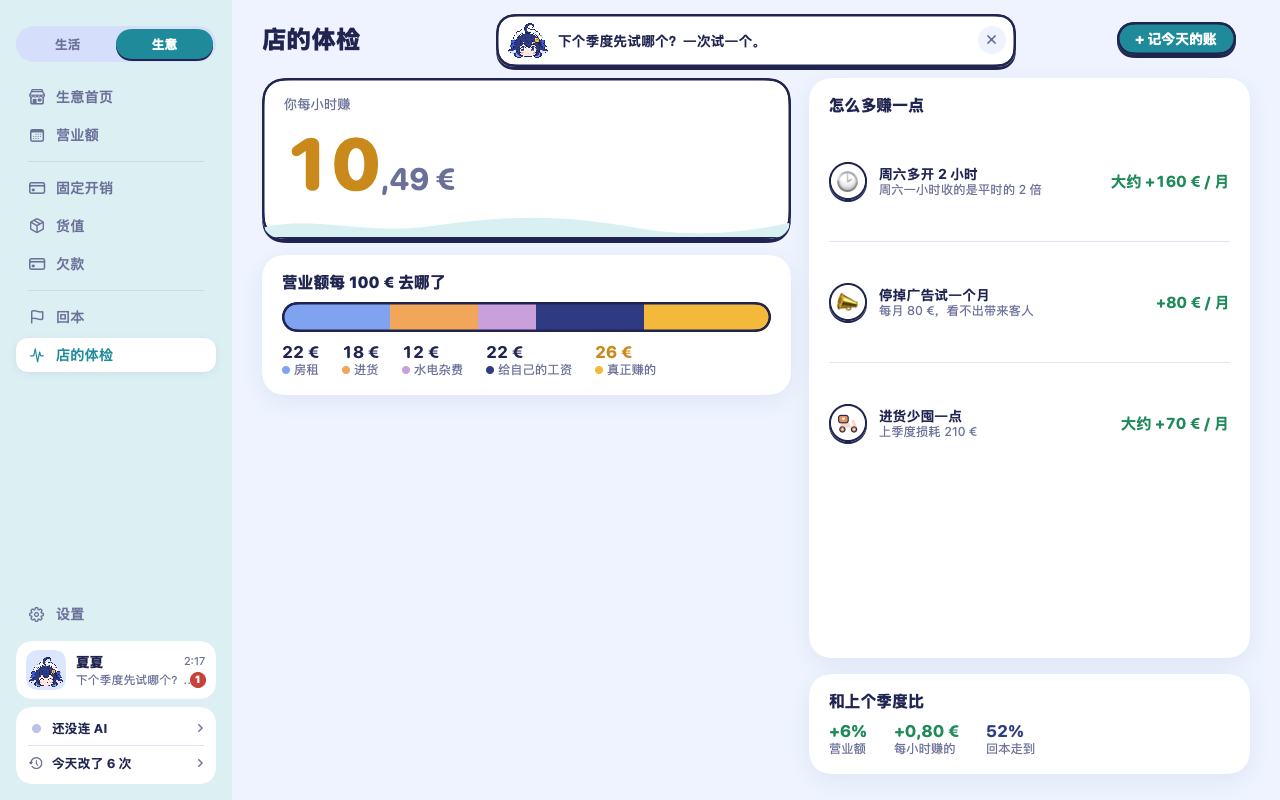 生活
生意
生意首页
营业额
固定开销
货值
欠款
回本
店的体检
设置
夏夏
2:17
下个季度先试哪个？...
1
还没连 AI
今天改了 6 次
店的体检
下个季度先试哪个？一次试一个。
+ 记今天的账
你每小时赚
10,49 €
营业额每 100 € 去哪了
22 € 18 € 12 € 22 € 26 €
房租 进货 水电杂费 给自己的工资 真正赚的
怎么多赚一点
周六多开 2 小时
周六一小时收的是平时的 2 倍
大约 +160 € / 月
停掉广告试一个月
每月 80 €，看不出带来客人
+80 € / 月
进货少囤一点
上季度损耗 210 €
大约 +70 € / 月
和上个季度比
+6% +0,80 € 52%
营业额 每小时赚的 回本走到